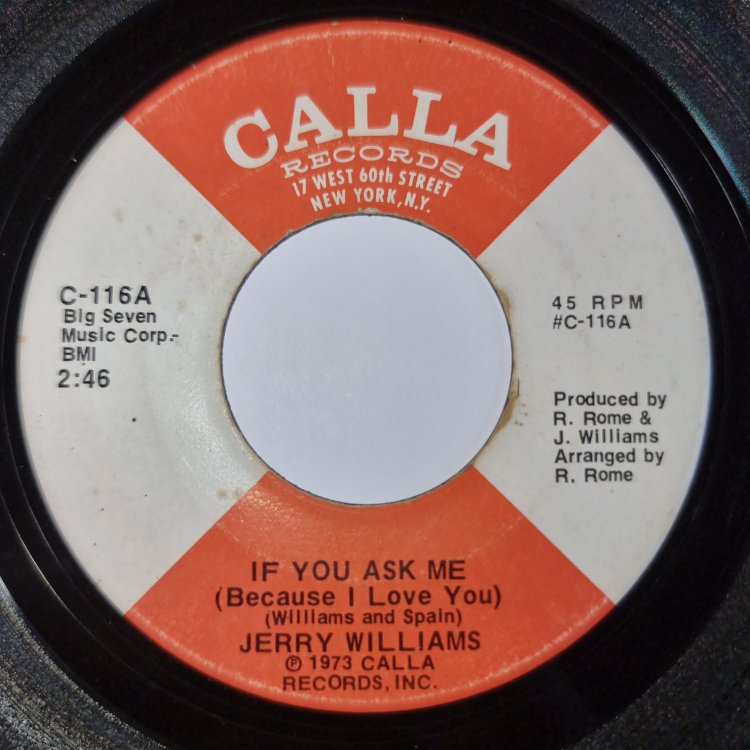 CALLA
RECORDS
17 WEST 60th STREET
NEW YORK, N.Y.
C-116A
Big Seven
Music Corp.-
BMI
2:46
45 RPM
#C-116A
Produced by
R. Rome &
J. Williams
Arranged by
R. Rome
IF YOU ASK ME
(Because I Love You)
(Williams and Spain)
JERRY WILLIAMS
℗ 1973 CALLA
RECORDS, INC.